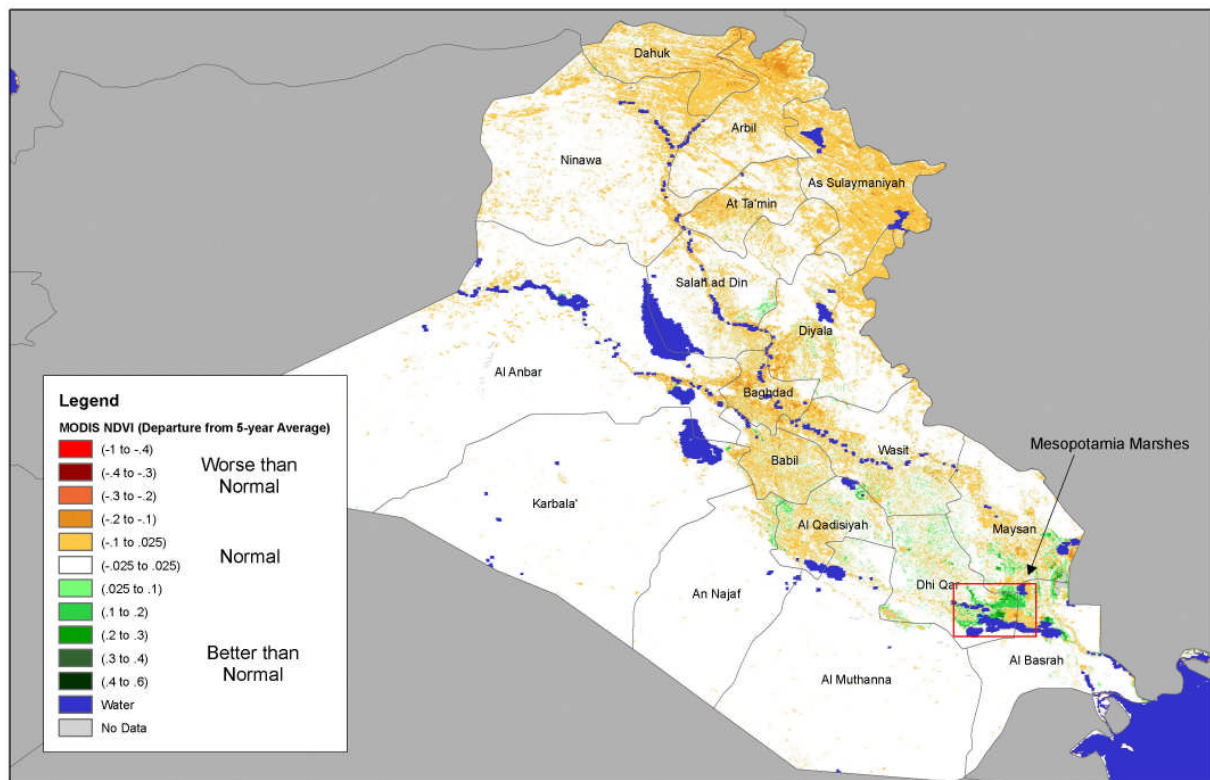 Dahuk
Arbil
Ninawa
As Sulaymaniyah
At Ta'min
Salah ad Din
Diyala
Al Anbar
Baghdad
Legend
MODIS NDVI (Departure from 5-year Average)
(-1 to -.4)
(-.4 to -.3)
(-.3 to -.2)
(-.2 to -.1)
(-.1 to .025)
(-.025 to .025)
(.025 to .1)
(.1 to .2)
(.2 to .3)
(.3 to .4)
(.4 to .6)
Water
No Data
Worse than
Normal
Normal
Better than
Normal
Mesopotamia Marshes
Wasit
Babil
Karbala'
Al Qadisiyah
Maysan
Dhi Qar
An Najaf
Al Basrah
Al Muthanna